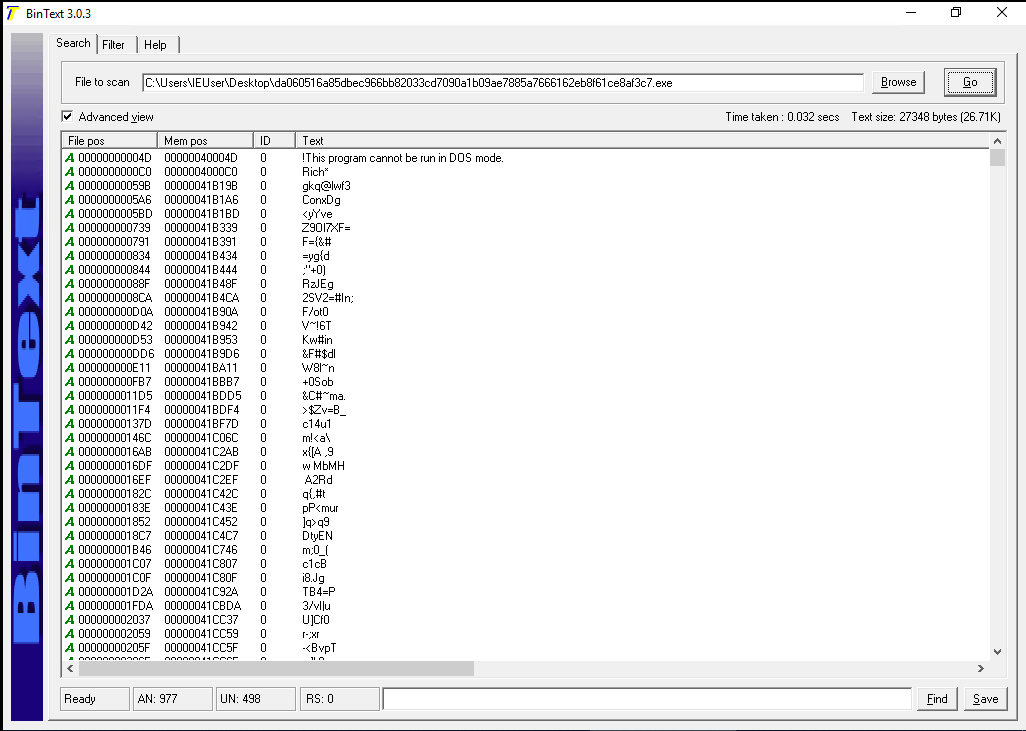 BinText 3.0.3
Search Filter Help
File to scan C:\Users\IEUser\Desktop\da060516a85dbec966bb82033cd7090a1b09ae7885a7666162eb8f61ce8af3c7.exe Browse Go
Advanced view Time taken : 0.032 secs Text size: 27348 bytes (26.71K)
File pos Mem pos ID Text
A 00000000004D 00000040004D 0 !This program cannot be run in DOS mode.
A 0000000000C0 0000004000C0 0 Rich*
A 00000000059B 00000041B19B 0 gkq@lwf3
A 0000000005A6 00000041B1A6 0 ConxDg
A 0000000005BD 00000041B1BD 0 <yYve
A 000000000739 00000041B339 0 Z9OI7XF=
A 000000000791 00000041B391 0 F={&#
A 000000000834 00000041B434 0 =yg{d
A 000000000844 00000041B444 0 ;"+0)
A 00000000088F 00000041B48F 0 RzJEg
A 0000000008CA 00000041B4CA 0 2SV2=#In;
A 000000000D0A 00000041B90A 0 F/ot0
A 000000000D42 00000041B942 0 V~!6T
A 000000000D53 00000041B953 0 Kw#in
A 000000000DD6 00000041B9D6 0 &F#$dI
A 000000000E11 00000041BA11 0 W8I~n
A 000000000FB7 00000041BBB7 0 +0Sob
A 0000000011D5 00000041BDD5 0 &C#~ma.
A 0000000011F4 00000041BDF4 0 >$Zv=B_
A 00000000137D 00000041BF7D 0 c14u1
A 00000000146C 00000041C06C 0 m!<a\
A 0000000016AB 00000041C2AB 0 x{[A ,9
A 0000000016DF 00000041C2DF 0 w MbMH
A 0000000016EF 00000041C2EF 0 A2Rd
A 00000000182C 00000041C42C 0 q{,#t
A 00000000183E 00000041C43E 0 pP<mur
A 000000001852 00000041C452 0 ]q>q9
A 0000000018C7 00000041C4C7 0 DtyEN
A 000000001B46 00000041C746 0 m;0_(
A 000000001C07 00000041C807 0 c1cB
A 000000001C0F 00000041C80F 0 i8.Jg
A 000000001D2A 00000041C92A 0 TB4=P
A 000000001FDA 00000041CBDA 0 3/vI|u
A 000000002037 00000041CC37 0 U]Cf0
A 000000002059 00000041CC59 0 r-;xr
A 00000000205F 00000041CC5F 0 -<BvpT
BinText
Ready AN: 977 UN: 498 RS: 0 Find Save